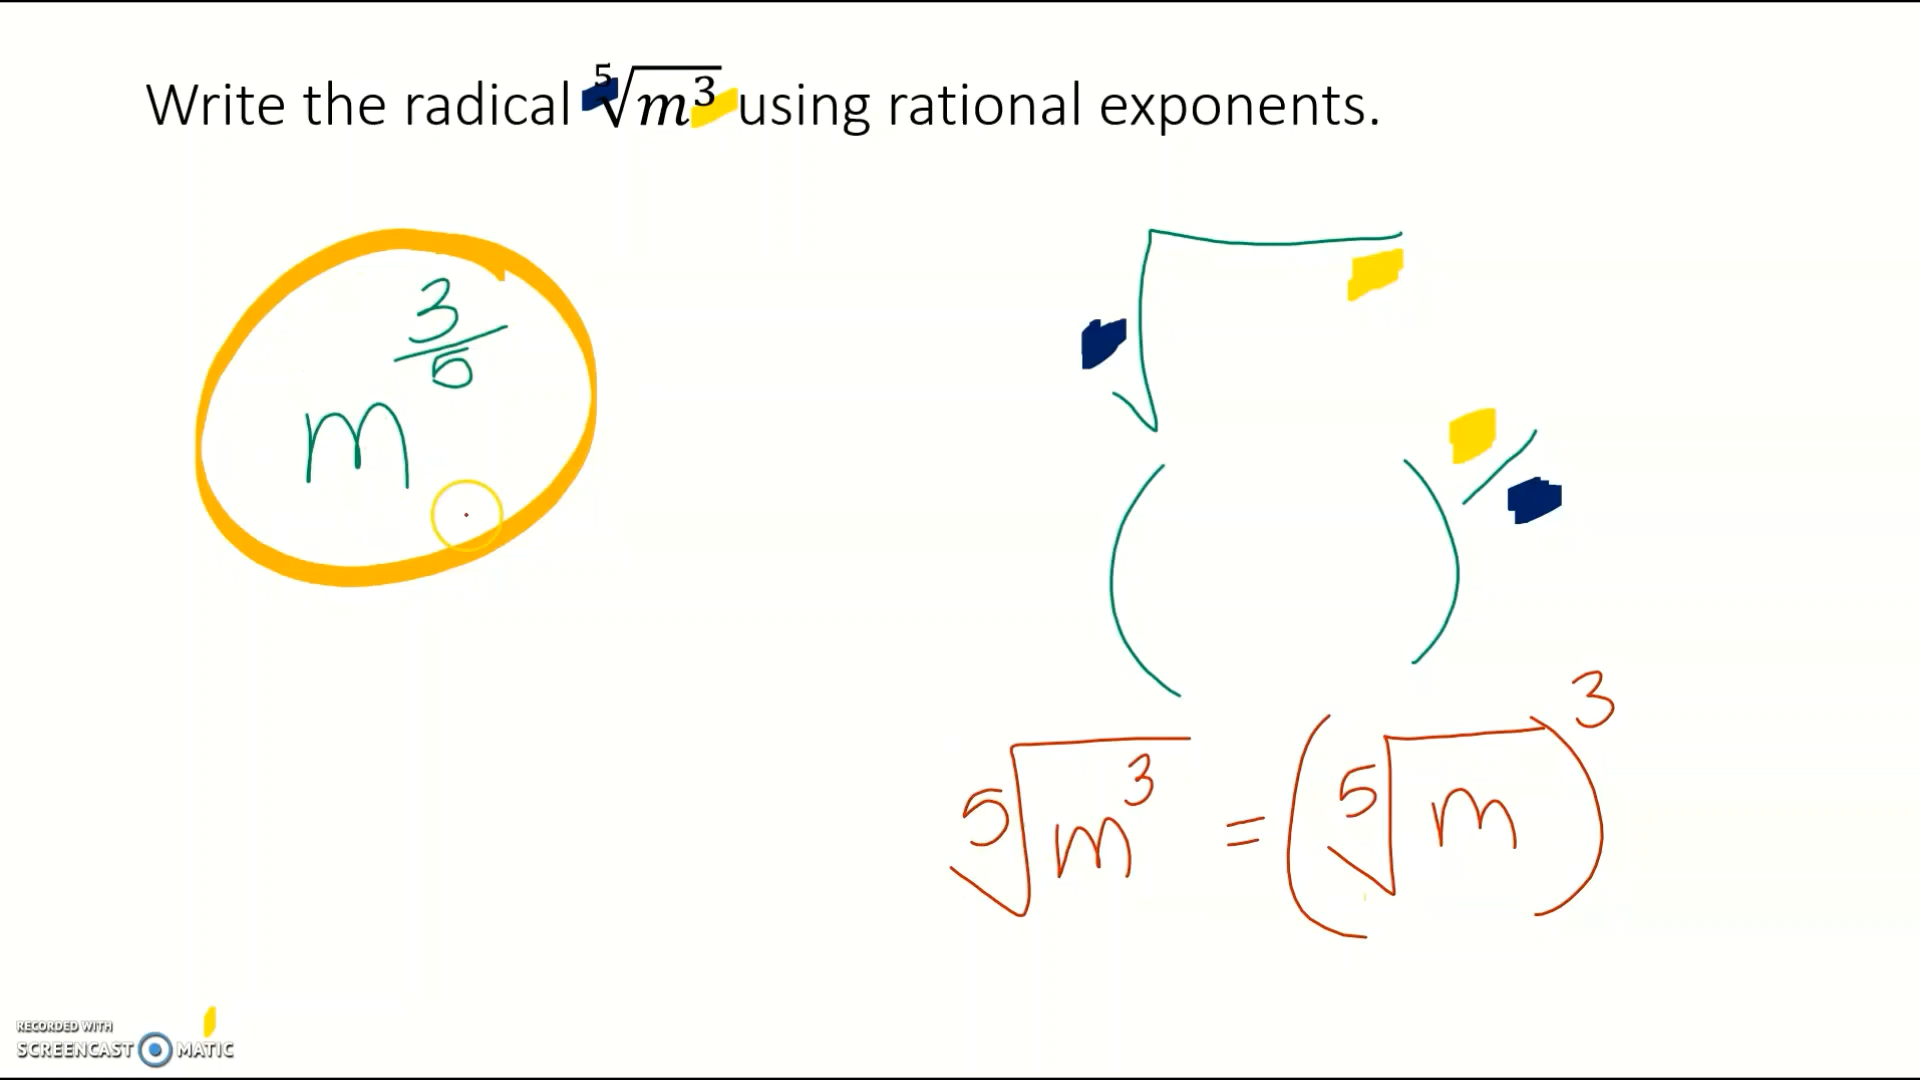 Write the radical ⁵√m³ using rational exponents.
m^(3/5)
⁵√m³ = (⁵√m)³
RECORDED WITH
SCREENCAST MATIC